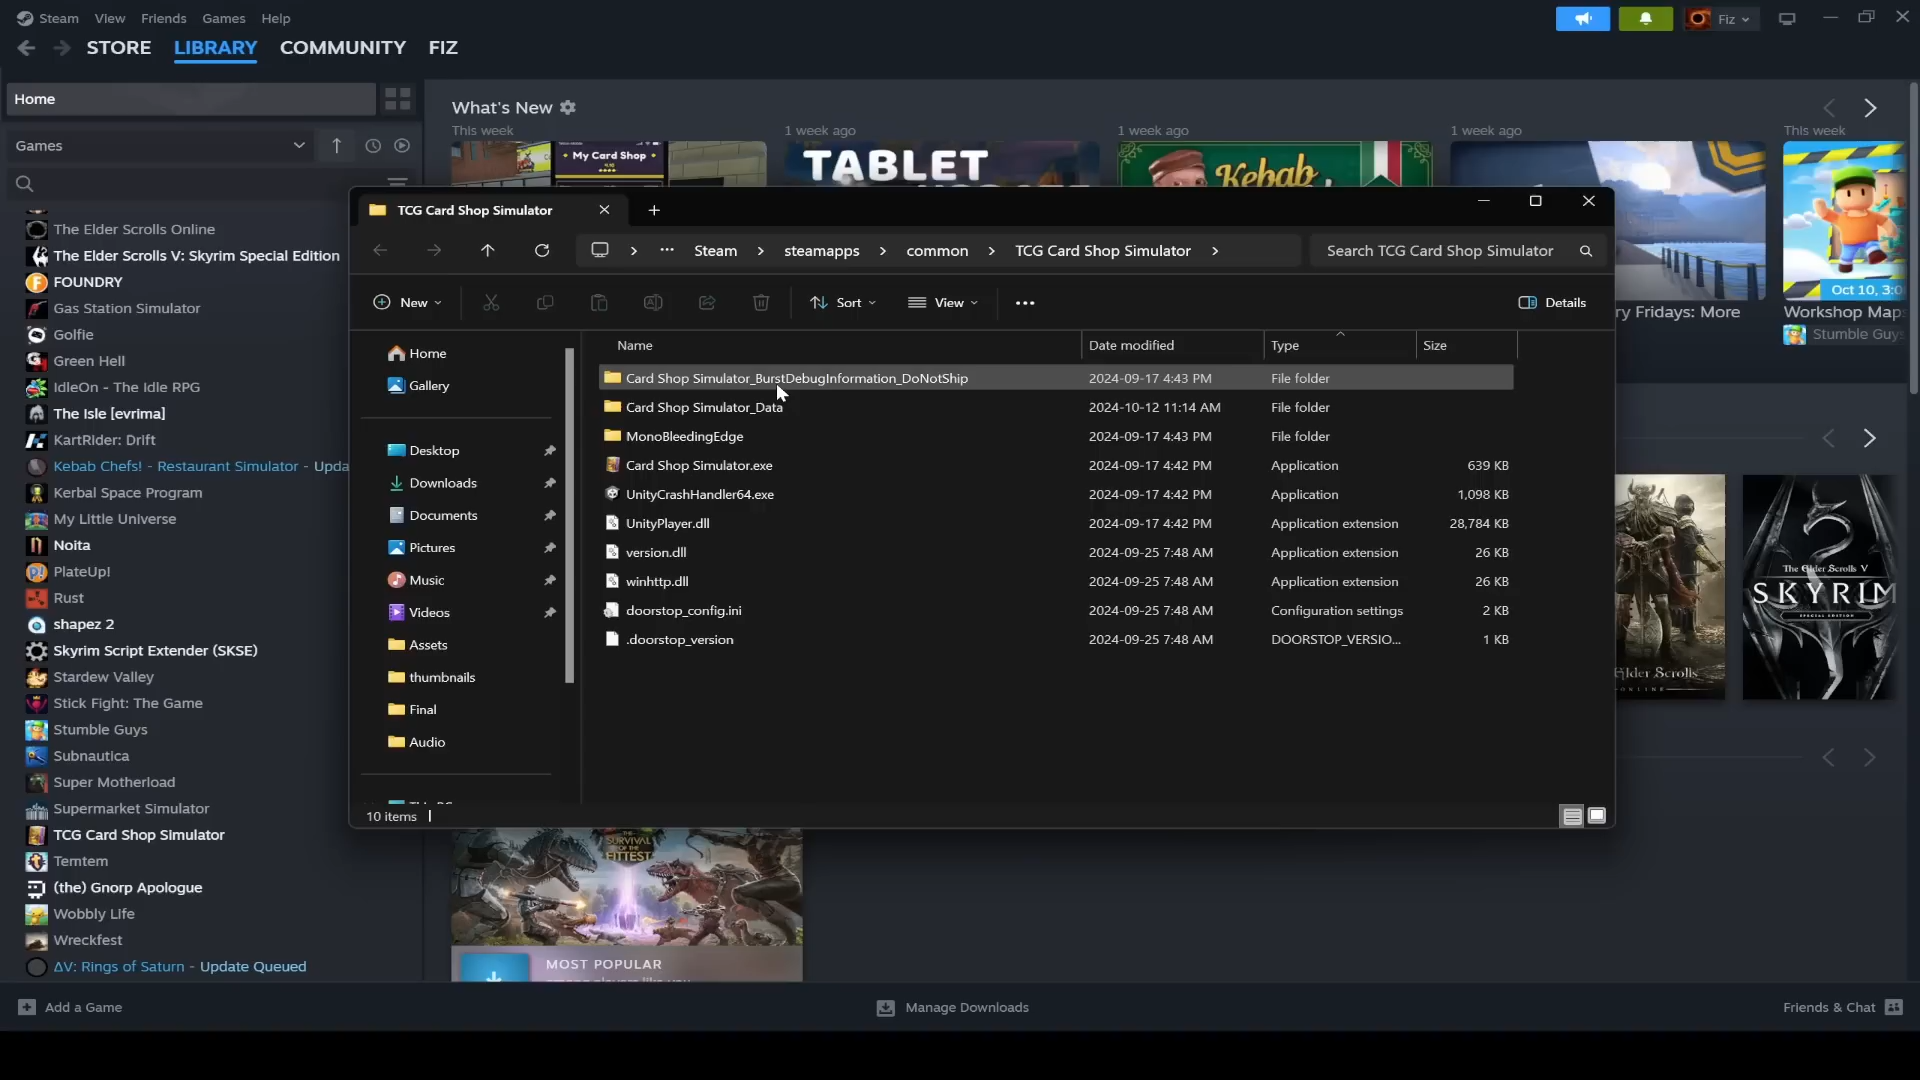 Steam View Friends Games Help
Fiz
STORE LIBRARY COMMUNITY FIZ
Home
Games
The Elder Scrolls Online
The Elder Scrolls V: Skyrim Special Edition
FOUNDRY
Gas Station Simulator
Golfie
Green Hell
IdleOn - The Idle RPG
The Isle [evrima]
KartRider: Drift
Kebab Chefs! - Restaurant Simulator - Upda
Kerbal Space Program
My Little Universe
Noita
PlateUp!
Rust
shapez 2
Skyrim Script Extender (SKSE)
Stardew Valley
Stick Fight: The Game
Stumble Guys
Subnautica
Super Motherload
Supermarket Simulator
TCG Card Shop Simulator
Temtem
(the) Gnorp Apologue
Wobbly Life
Wreckfest
ΔV: Rings of Saturn - Update Queued
What's New
This week
1 week ago
1 week ago
1 week ago
This week
My Card Shop
TABLET
Kebab
Oct 10, 3:0
ry Fridays: More
Workshop Maps
Stumble Guys
TCG Card Shop Simulator
Steam > steamapps > common > TCG Card Shop Simulator >
Search TCG Card Shop Simulator
New Sort View ... Details
Home
Gallery
Desktop
Downloads
Documents
Pictures
Music
Videos
Assets
thumbnails
Final
Audio
Name Date modified Type Size
Card Shop Simulator_BurstDebugInformation_DoNotShip 2024-09-17 4:43 PM File folder
Card Shop Simulator_Data 2024-10-12 11:14 AM File folder
MonoBleedingEdge 2024-09-17 4:43 PM File folder
Card Shop Simulator.exe 2024-09-17 4:42 PM Application 639 KB
UnityCrashHandler64.exe 2024-09-17 4:42 PM Application 1,098 KB
UnityPlayer.dll 2024-09-17 4:42 PM Application extension 28,784 KB
version.dll 2024-09-25 7:48 AM Application extension 26 KB
winhttp.dll 2024-09-25 7:48 AM Application extension 26 KB
doorstop_config.ini 2024-09-25 7:48 AM Configuration settings 2 KB
.doorstop_version 2024-09-25 7:48 AM DOORSTOP_VERSIO... 1 KB
10 items
The Elder Scrolls V
SKYRIM
SPECIAL EDITION
Elder Scrolls
ONLINE
SURVIVAL
OF THE
FITTEST
MOST POPULAR
Add a Game
Manage Downloads
Friends & Chat